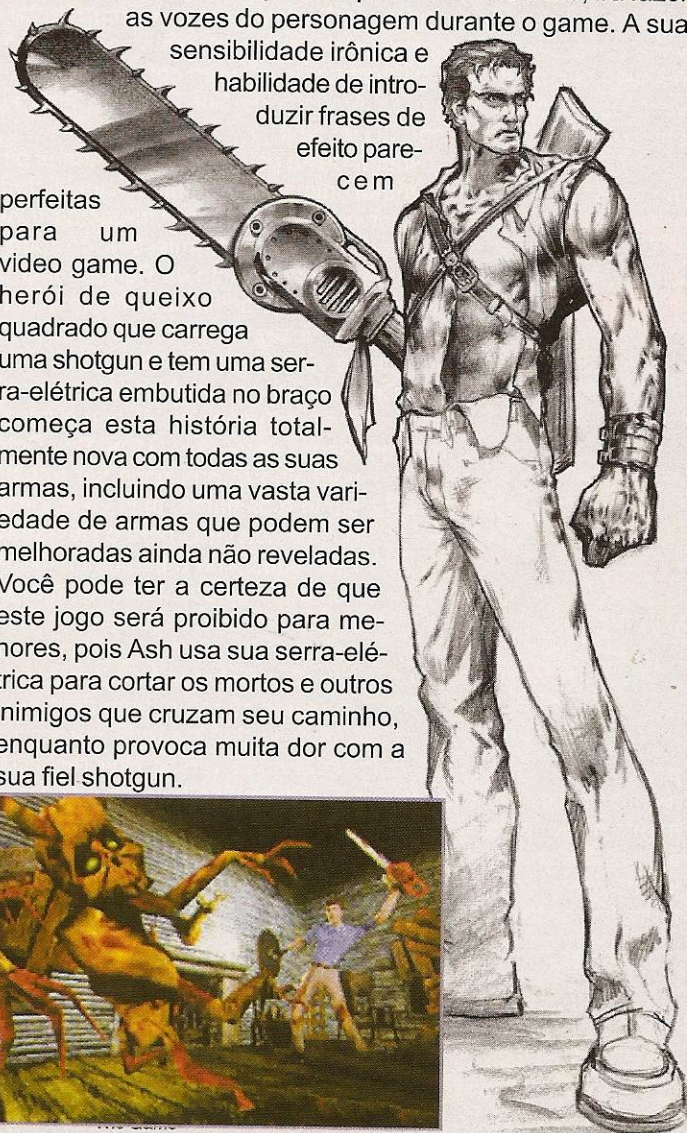 as vozes do personagem durante o game. A sua
sensibilidade irônica e
habilidade de intro-
duzir frases de
efeito pare-
cem
perfeitas
para um
video game. O
herói de queixo
quadrado que carrega
uma shotgun e tem uma ser-
ra-elétrica embutida no braço
começa esta história total-
mente nova com todas as suas
armas, incluindo uma vasta vari-
edade de armas que podem ser
melhoradas ainda não reveladas.
Você pode ter a certeza de que
este jogo será proibido para me-
nores, pois Ash usa sua serra-elé-
trica para cortar os mortos e outros
inimigos que cruzam seu caminho,
enquanto provoca muita dor com a
sua fiel shotgun.